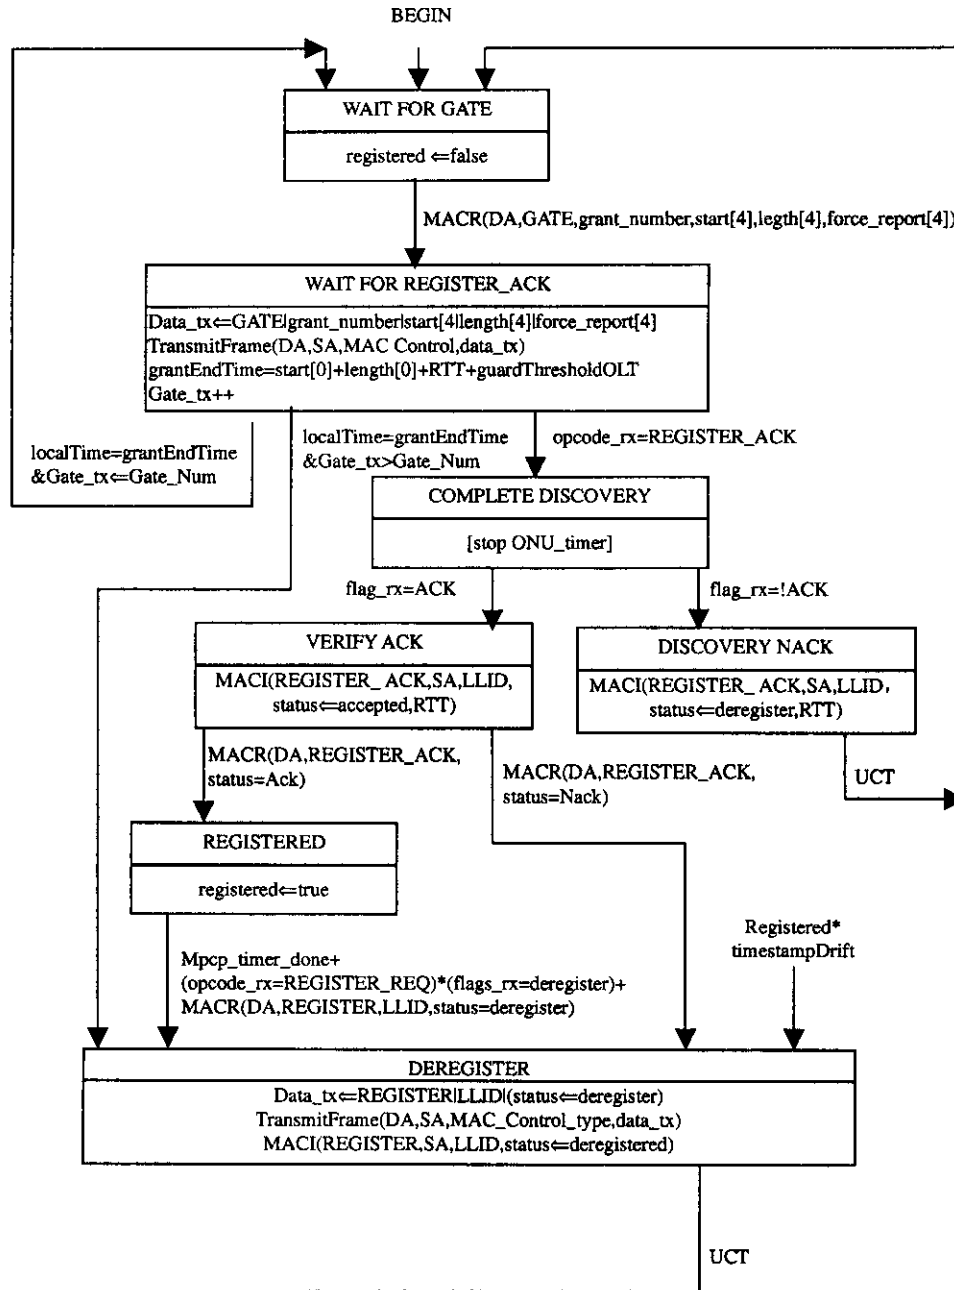 BEGIN
WAIT FOR GATE
registered ⇐false
MACR(DA,GATE,grant_number,start[4],legth[4],force_report[4])
WAIT FOR REGISTER_ACK
Data_tx⇐GATE|grant_number|start[4|length[4]|force_report[4]
TransmitFrame(DA,SA,MAC Control,data_tx)
grantEndTime=start[0]+length[0]+RTT+guardThresholdOLT
Gate_tx++
localTime=grantEndTime
&Gate_tx⇐Gate_Num
localTime=grantEndTime
&Gate_tx>Gate_Num
opcode_rx=REGISTER_ACK
COMPLETE DISCOVERY
[stop ONU_timer]
flag_rx=ACK
flag_rx=!ACK
VERIFY ACK
MACI(REGISTER_ ACK,SA,LLID,
status⇐accepted,RTT)
DISCOVERY NACK
MACI(REGISTER_ ACK,SA,LLID,
status⇐deregister,RTT)
MACR(DA,REGISTER_ACK,
status=Ack)
MACR(DA,REGISTER_ACK,
status=Nack)
UCT
REGISTERED
registered⇐true
Mpcp_timer_done+
(opcode_rx=REGISTER_REQ)*(flags_rx=deregister)+
MACR(DA,REGISTER,LLID,status=deregister)
Registered*
timestampDrift
DEREGISTER
Data_tx⇐REGISTER|LLID|(status⇐deregister)
TransmitFrame(DA,SA,MAC_Control_type,data_tx)
MACI(REGISTER,SA,LLID,status⇐deregistered)
UCT